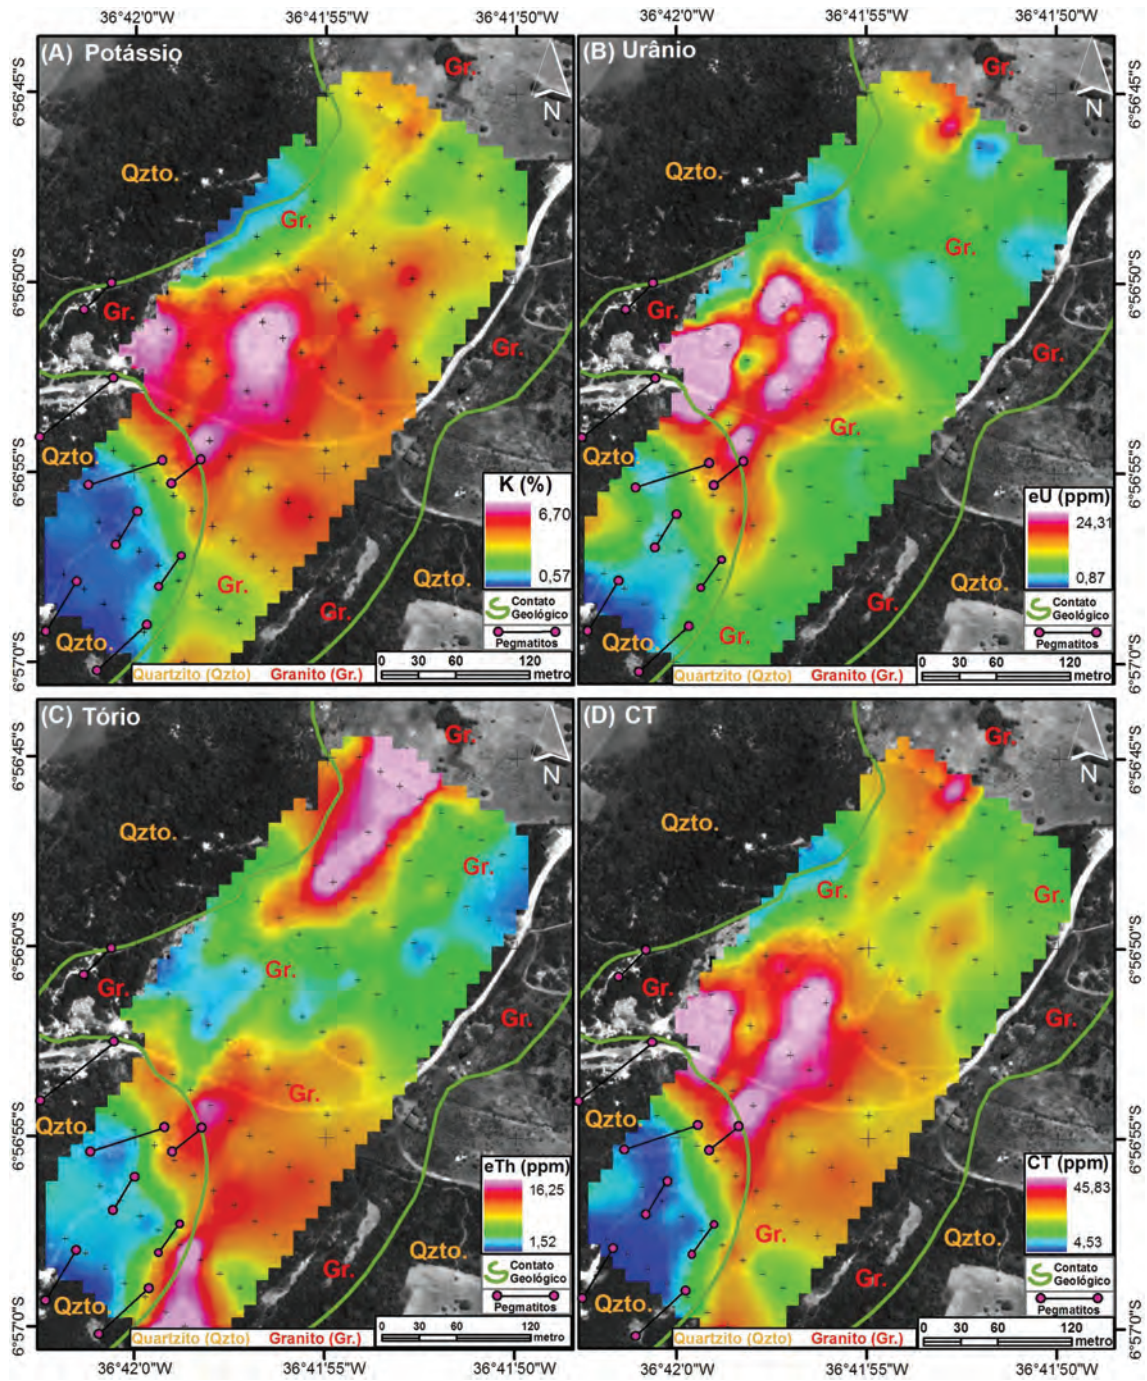 36°42'0"W 36°41'55"W 36°41'50"W 36°42'0"W 36°41'55"W 36°41'50"W
(A) Potássio
Gr.
N
6°56'45"S
Qzto.
Gr.
6°56'50"S
Gr.
Gr.
Qzto.
6°56'55"S
K (%)
6,70
0,57
Gr.
Qzto.
Gr.
Qzto.
Contato
Geológico
Pegmatitos
6°57'0"S
Quartzito (Qzto) Granito (Gr.)
0 30 60 120
metro
(B) Urânio
Gr.
N
6°56'45"S
Qzto.
Gr.
6°56'50"S
Gr.
Gr.
Gr.
Qzto.
6°56'55"S
eU (ppm)
24,31
0,87
Qzto.
Gr.
Gr.
Qzto.
Contato
Geológico
Pegmatitos
6°57'0"S
Quartzito (Qzto) Granito (Gr.)
0 30 60 120
metro
(C) Tório
Gr.
N
6°56'45"S
Qzto.
Gr.
6°56'50"S
Gr.
Gr.
Gr.
Gr.
Qzto.
6°56'55"S
eTh (ppm)
16,25
1,52
Qzto.
Gr.
Qzto.
Contato
Geológico
Pegmatitos
6°57'0"S
Quartzito (Qzto) Granito (Gr.)
0 30 60 120
metro
(D) CT
Gr.
N
6°56'45"S
Qzto.
Gr.
Gr.
6°56'50"S
Gr.
Gr.
Qzto.
6°56'55"S
CT (ppm)
45,83
4,53
Gr.
Qzto.
Gr.
Qzto.
Contato
Geológico
Pegmatitos
6°57'0"S
Quartzito (Qzto) Granito (Gr.)
0 30 60 120
metro
36°42'0"W 36°41'55"W 36°41'50"W 36°42'0"W 36°41'55"W 36°41'50"W